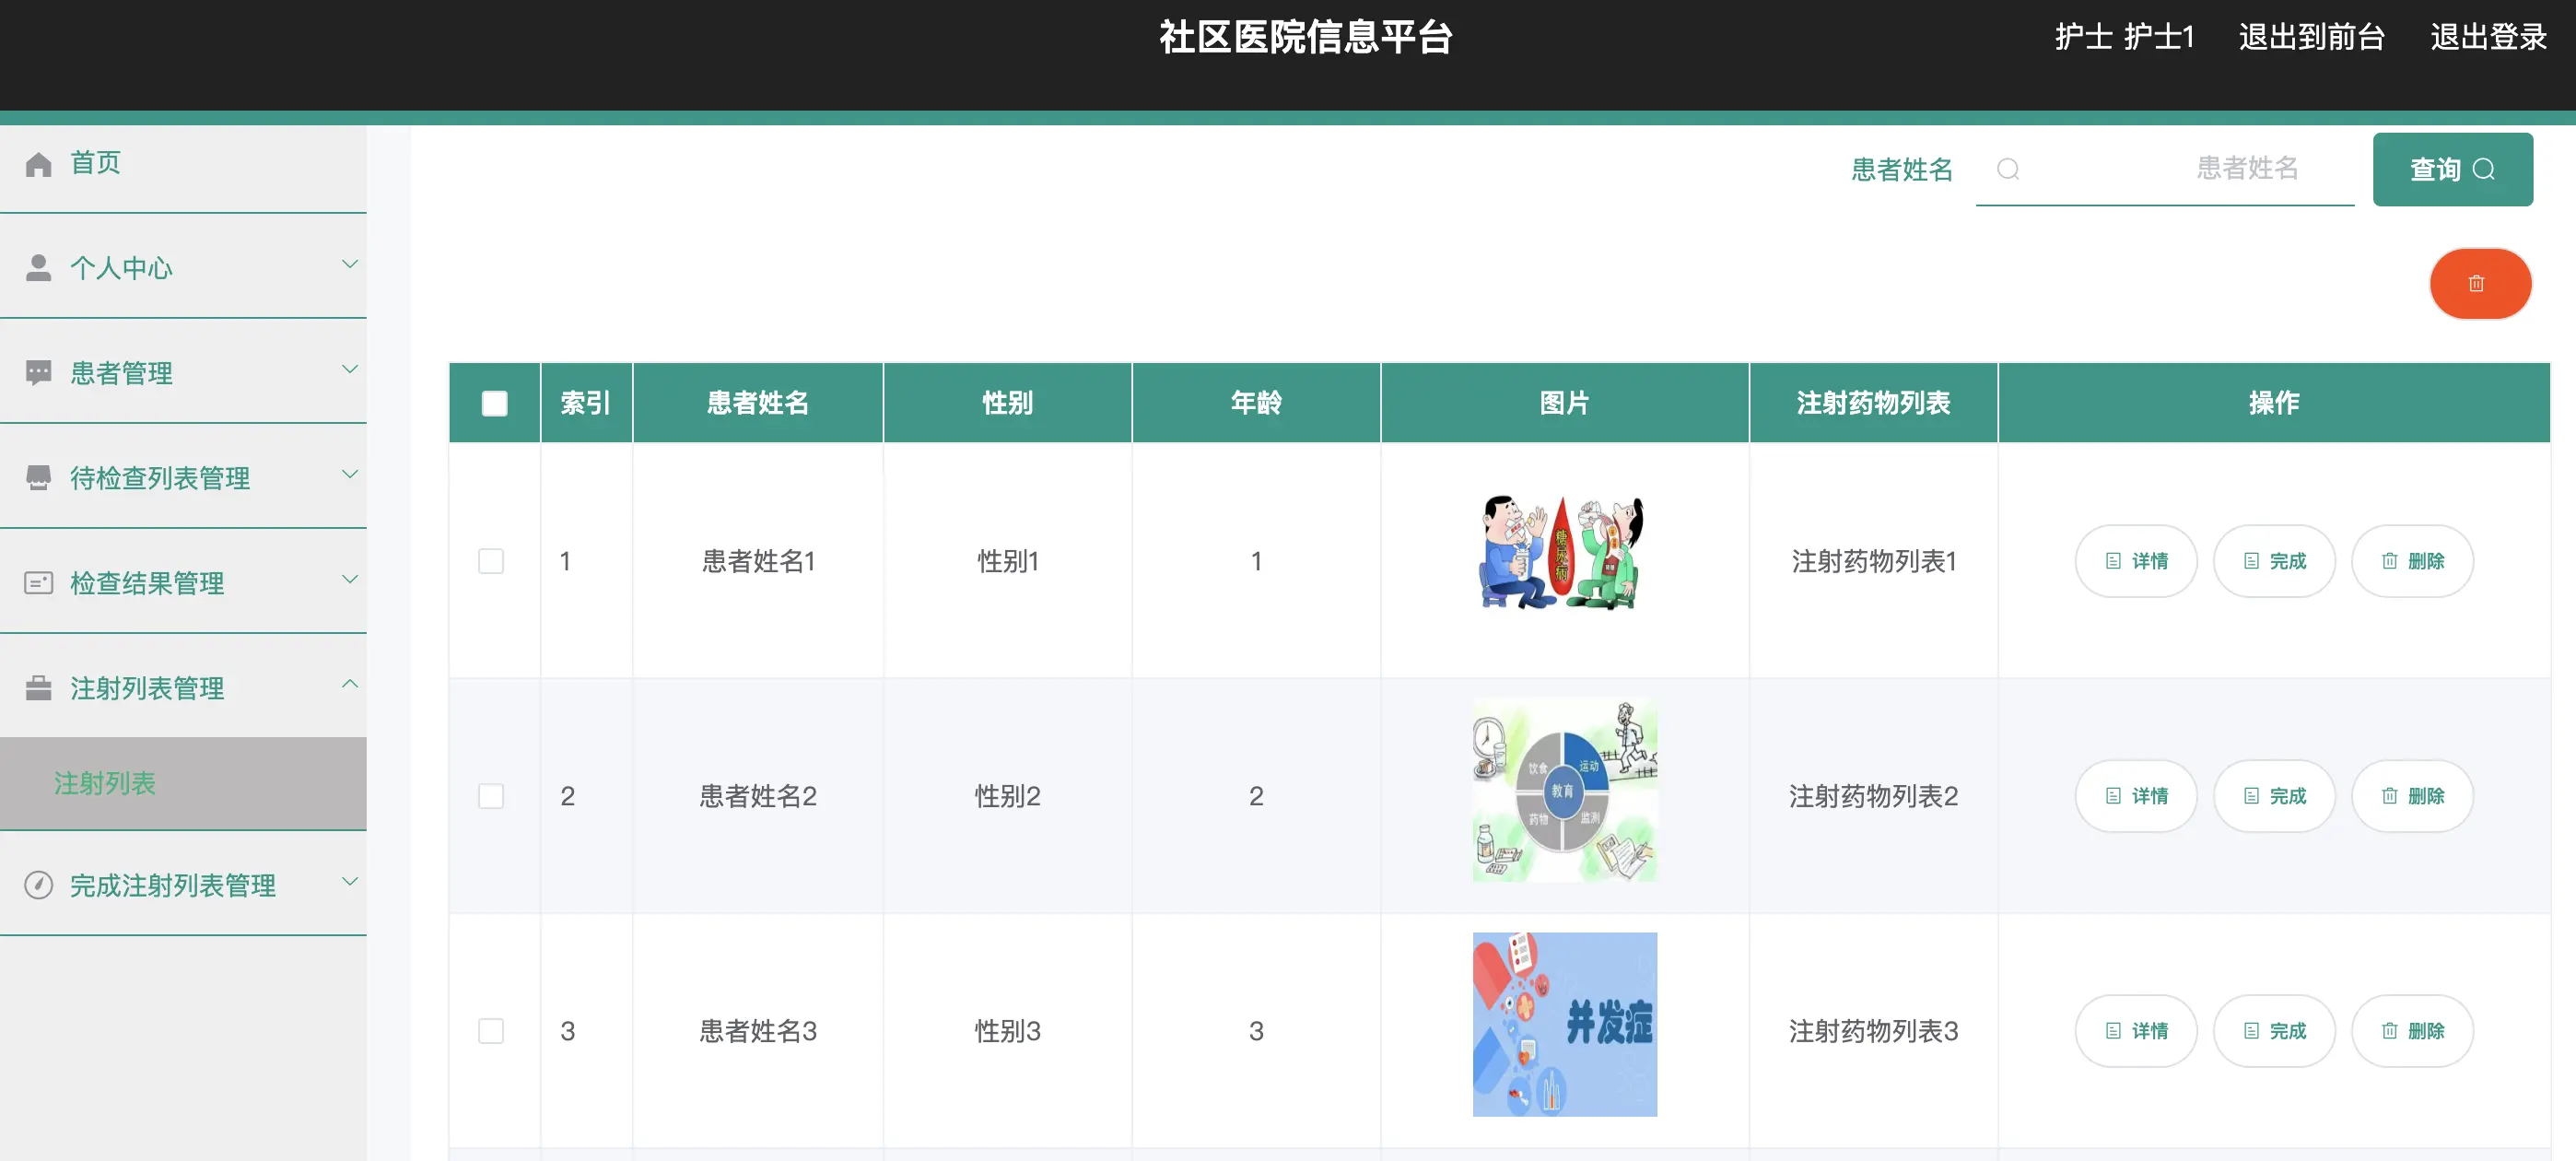 社区医院信息平台
护士 护士1 退出到前台 退出登录
首页
个人中心
患者管理
待检查列表管理
检查结果管理
注射列表管理
注射列表
完成注射列表管理
患者姓名 患者姓名 查询
索引 患者姓名 性别 年龄 图片 注射药物列表 操作
1 患者姓名1 性别1 1 注射药物列表1 详情 完成 删除
糖尿病
2 患者姓名2 性别2 2 注射药物列表2 详情 完成 删除
饮食 运动
教育
药物 监测
3 患者姓名3 性别3 3 注射药物列表3 详情 完成 删除
并发症